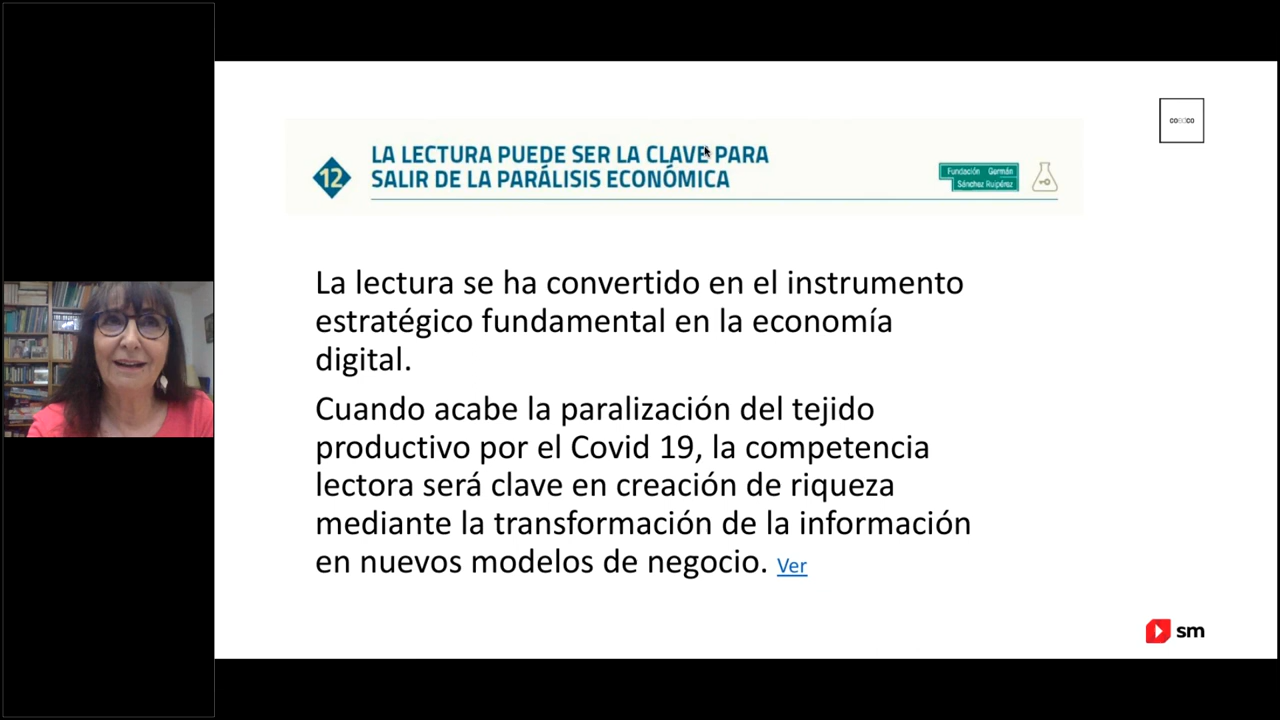 coedco
12
LA LECTURA PUEDE SER LA CLAVE PARA
SALIR DE LA PARÁLISIS ECONÓMICA
Fundación Germán
Sánchez Ruipérez
La lectura se ha convertido en el instrumento
estratégico fundamental en la economía
digital.
Cuando acabe la paralización del tejido
productivo por el Covid 19, la competencia
lectora será clave en creación de riqueza
mediante la transformación de la información
en nuevos modelos de negocio. Ver
sm